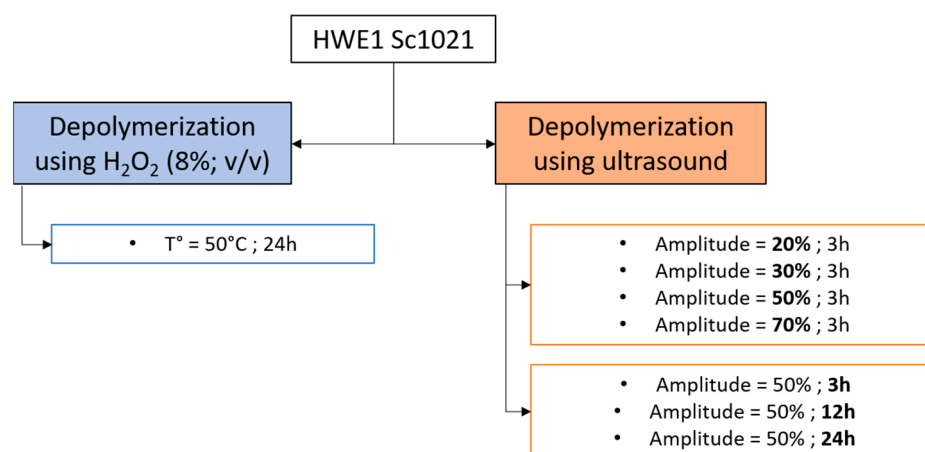 HWE1 Sc1021
Depolymerization
using H₂O₂ (8%; v/v)
Depolymerization
using ultrasound
• T° = 50°C ; 24h
• Amplitude = 20% ; 3h
• Amplitude = 30% ; 3h
• Amplitude = 50% ; 3h
• Amplitude = 70% ; 3h
• Amplitude = 50% ; 3h
• Amplitude = 50% ; 12h
• Amplitude = 50% ; 24h